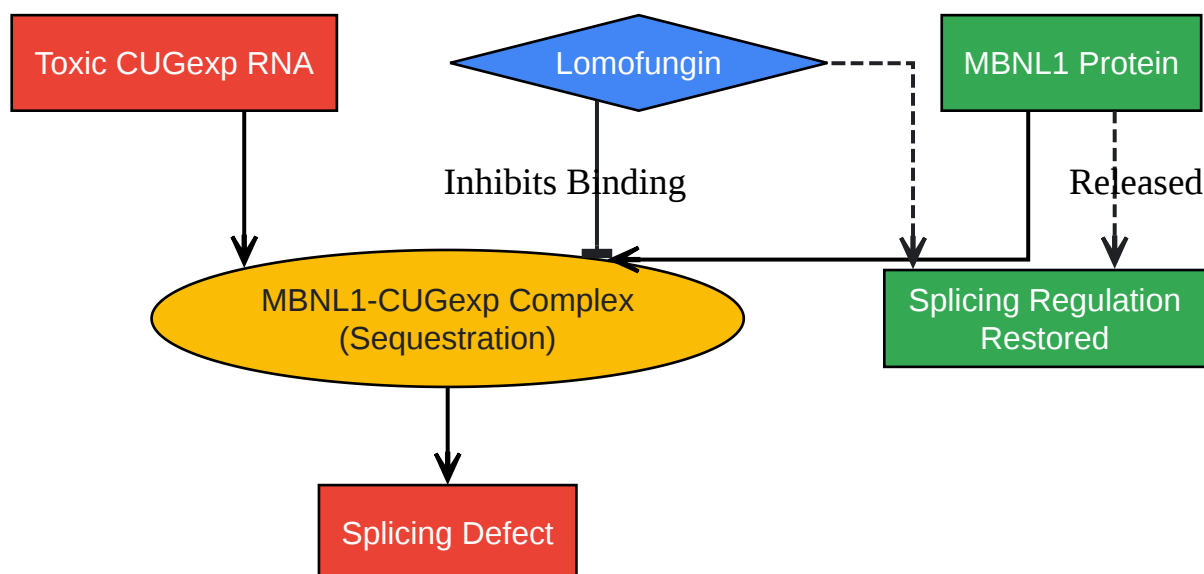 Toxic CUGexp RNA
Lomofungin
MBNL1 Protein
Inhibits Binding
Released
MBNL1-CUGexp Complex
(Sequestration)
Splicing Regulation
Restored
Splicing Defect